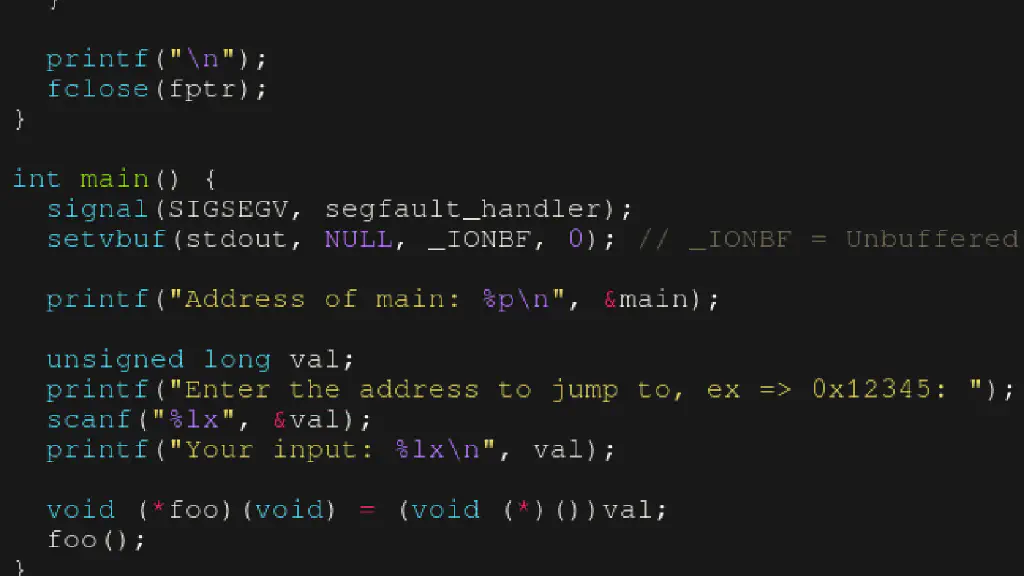 }
printf("\n");
fclose(fptr);
}
int main() {
signal(SIGSEGV, segfault_handler);
setvbuf(stdout, NULL, _IONBF, 0); // _IONBF = Unbuffered
printf("Address of main: %p\n", &main);
unsigned long val;
printf("Enter the address to jump to, ex => 0x12345: ");
scanf("%lx", &val);
printf("Your input: %lx\n", val);
void (*foo)(void) = (void (*)())val;
foo();
}